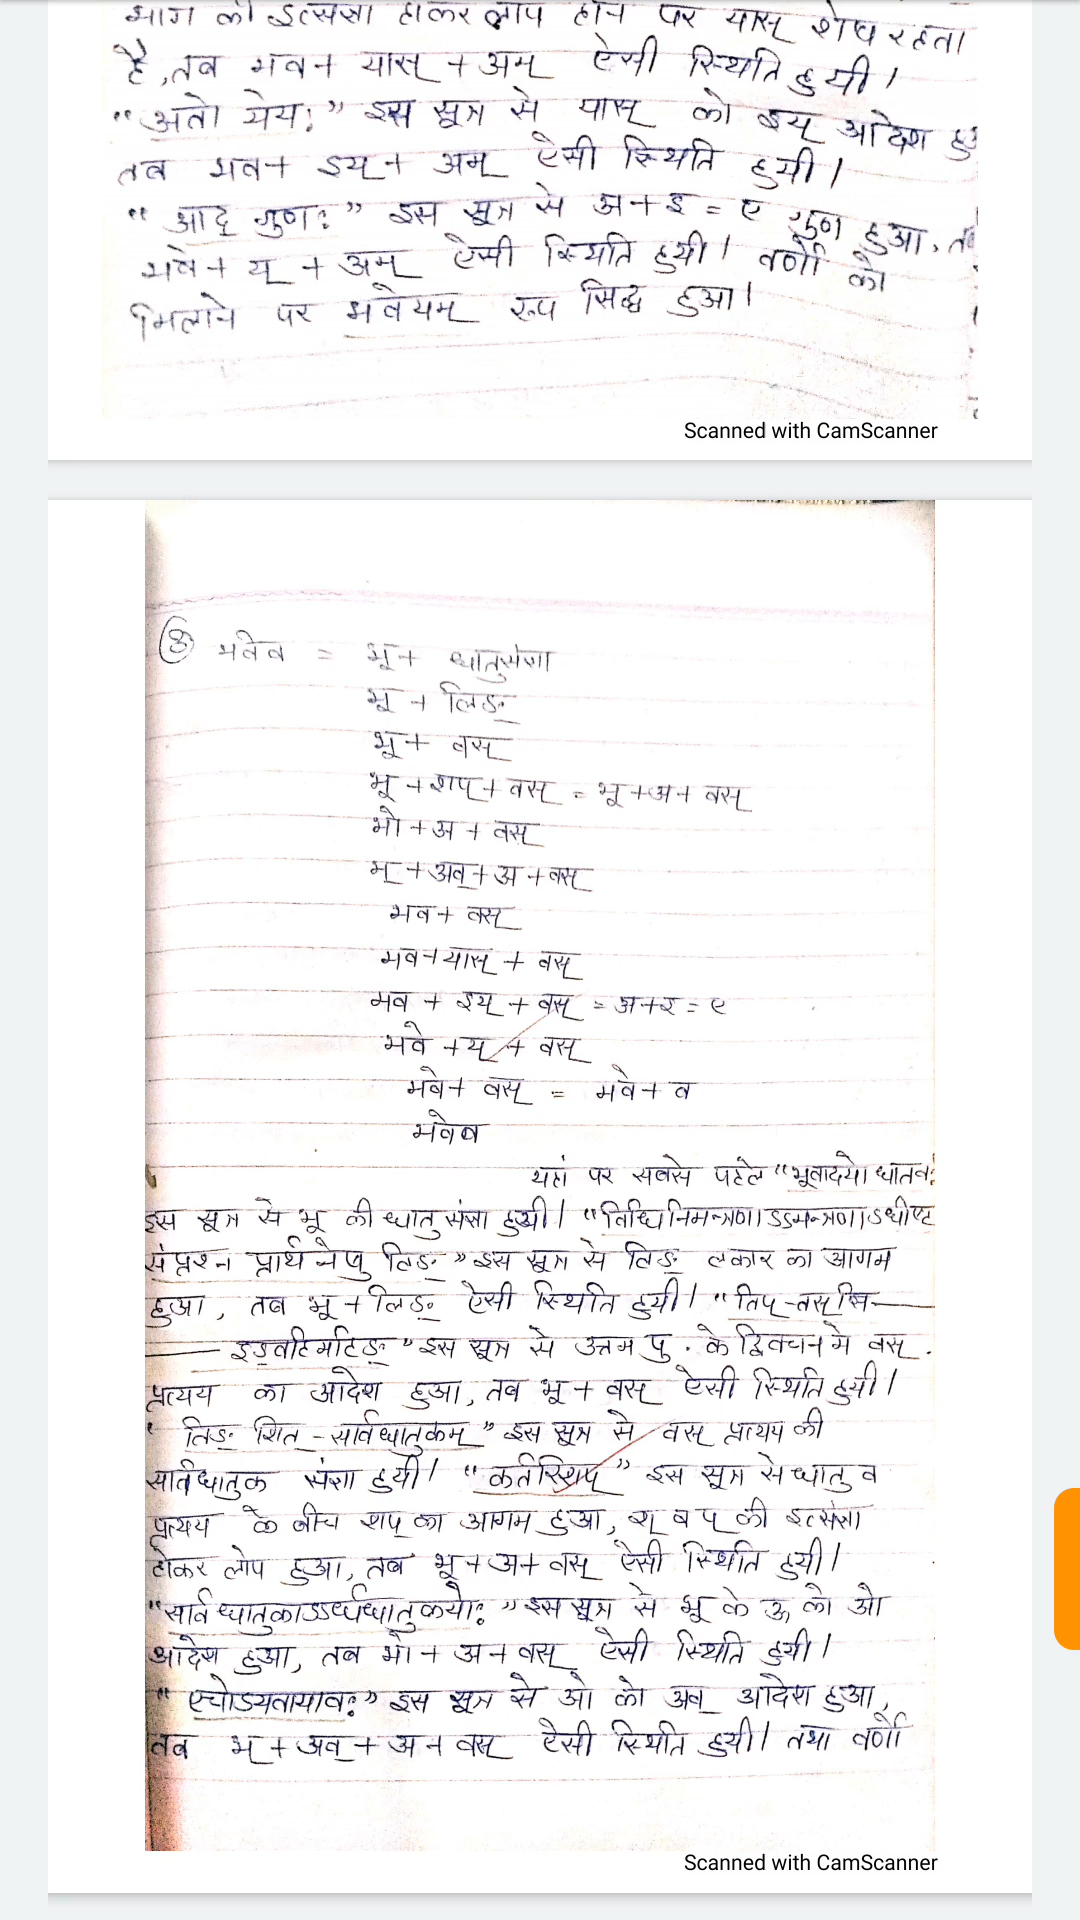 भाग की इत्संज्ञा होकर लोप होने पर यास् शेष रहता
है, तब भव + यास् + अम् ऐसी स्थिति हुयी।
"अतो येयः" इस सूत्र से यास् को इय् आदेश
तब भव + इय् + अम् ऐसी स्थिति हुयी।
"आद् गुणः" इस सूत्र से अ + इ = ए गुण हुआ,
भवे + य् + अम् ऐसी स्थिति हुयी। वर्णो को
मिलाने पर भवेयम् रूप सिद्ध हुआ।
Scanned with CamScanner
भवेव = भू + धातुसंज्ञा
भू + लिङ्
भू + वस्
भू + शप् + वस् = भू + अ + वस्
भो + अ + वस्
भ् + अव् + अ + वस्
भव + वस्
भव + यास् + वस्
भव + इय् + वस् = अ + इ = ए
भवे + य् + वस्
भवे + वस् = भवे + व
भवेव
यहां पर सबसे पहले "भूवादयो धातवः
इस सूत्र से भू की धातु संज्ञा हुयी। "विधिनिमन्त्रणाऽऽमन्त्रणाऽधीष्ट
संप्रश्न प्रार्थनेषु लिङ्" इस सूत्र से लिङ् लकार का आगम
हुआ, तब भू + लिङ् ऐसी स्थिति हुयी। "तिप्-तस् झि———
——— इड्वहिमहिङ्" इस सूत्र से उत्तम पु. के द्विवचन मे वस्
प्रत्यय का आदेश हुआ, तब भू + वस् ऐसी स्थिति हुयी।
"तिङ् शित् - सार्वधातुकम्" इस सूत्र से वस् प्रत्यय की
सार्वधातुक संज्ञा हुयी। "कर्तरिशप्" इस सूत्र से धातु व
प्रत्यय के बीच शप् का आगम हुआ, श् व प् की इत्संज्ञा
होकर लोप हुआ, तब भू + अ + वस् ऐसी स्थिति हुयी।
"सार्वधातुकाऽऽर्धधातुकयोः" इस सूत्र से भू के ऊ को ओ
आदेश हुआ, तब भो + अ + वस् ऐसी स्थिति हुयी।
"एचोऽयवायावः" इस सूत्र से ओ को अव् आदेश हुआ,
तब भ् + अव् + अ + वस् ऐसी स्थिति हुयी। तथा वर्णो
Scanned with CamScanner